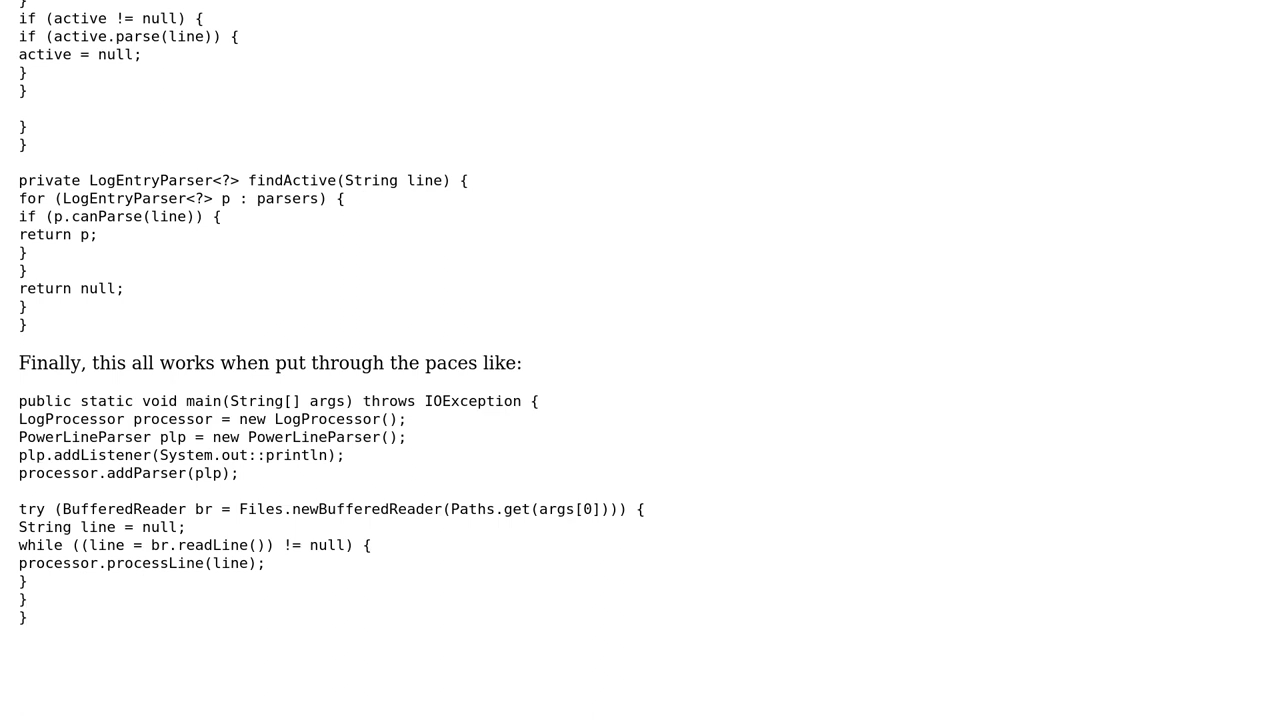 }
if (active != null) {
if (active.parse(line)) {
active = null;
}
}

}
}

private LogEntryParser<?> findActive(String line) {
for (LogEntryParser<?> p : parsers) {
if (p.canParse(line)) {
return p;
}
}
return null;
}
}

Finally, this all works when put through the paces like:

public static void main(String[] args) throws IOException {
LogProcessor processor = new LogProcessor();
PowerLineParser plp = new PowerLineParser();
plp.addListener(System.out::println);
processor.addParser(plp);

try (BufferedReader br = Files.newBufferedReader(Paths.get(args[0]))) {
String line = null;
while ((line = br.readLine()) != null) {
processor.processLine(line);
}
}
}